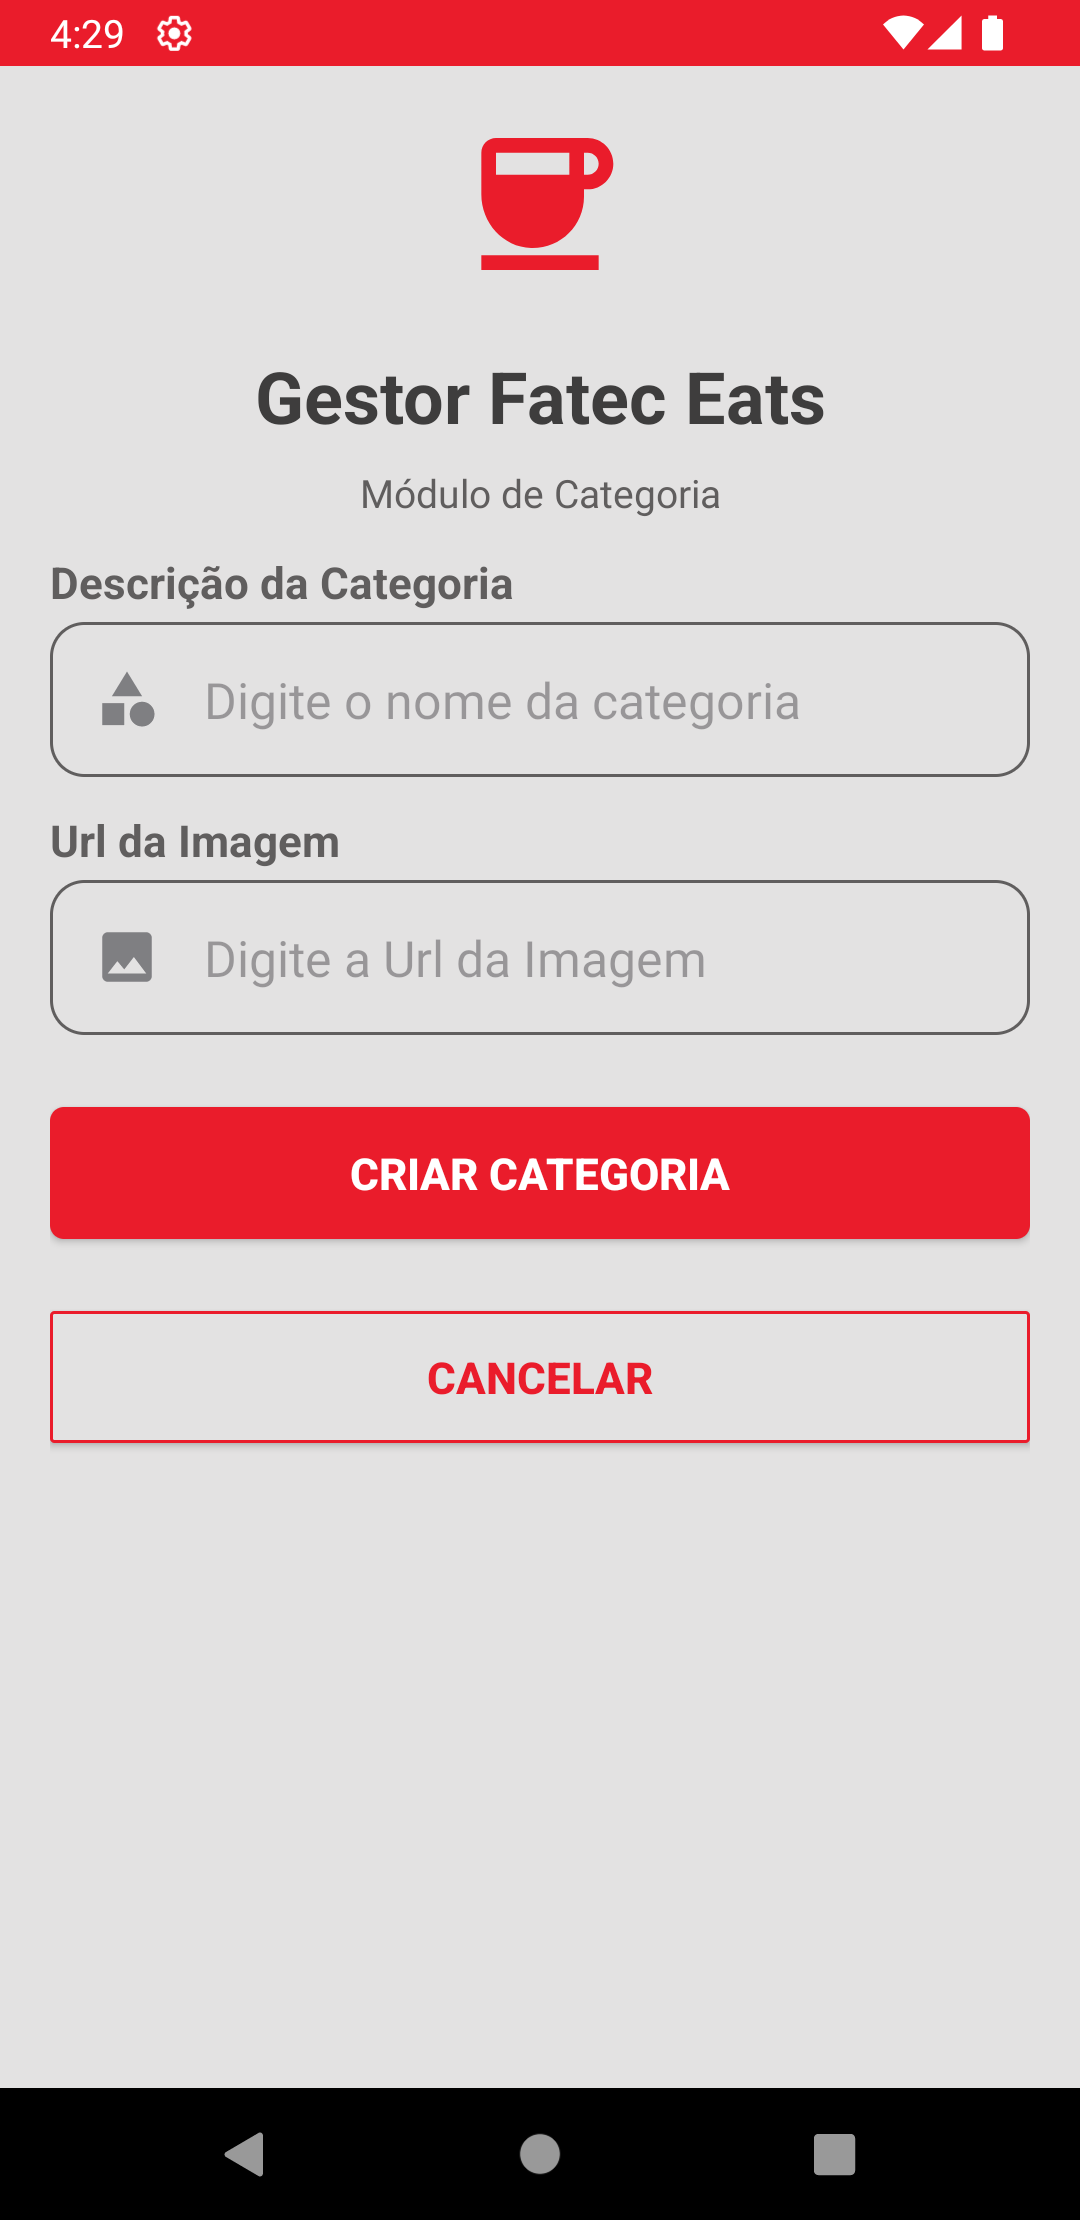 4:29
Gestor Fatec Eats
Módulo de Categoria
Descrição da Categoria
Digite o nome da categoria
Url da Imagem
Digite a Url da Imagem
CRIAR CATEGORIA
CANCELAR